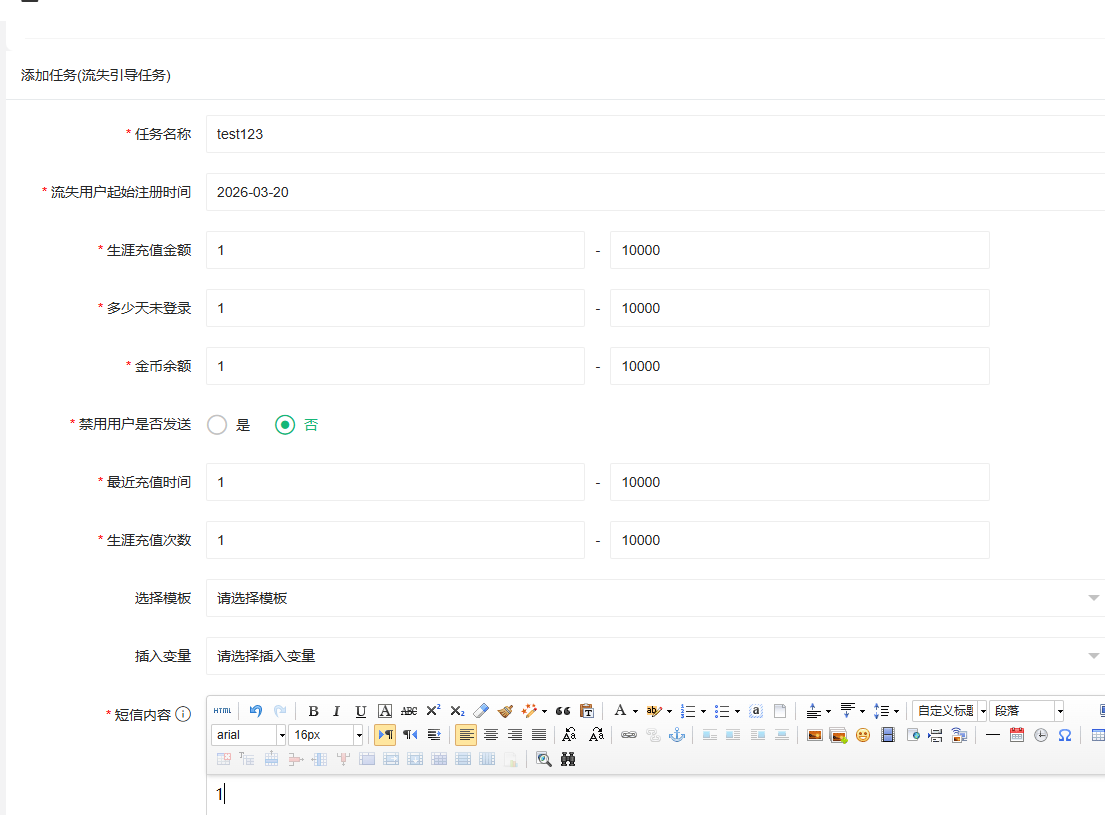 添加任务(流失引导任务)
* 任务名称 test123
* 流失用户起始注册时间 2026-03-20
* 生涯充值金额 1 - 10000
* 多少天未登录 1 - 10000
* 金币余额 1 - 10000
* 禁用用户是否发送 是 否
* 最近充值时间 1 - 10000
* 生涯充值次数 1 - 10000
选择模板 请选择模板
插入变量 请选择插入变量
* 短信内容 HTML B I U A ABC X² X₂ A ab a 自定义标题 段落
arial 16px
1